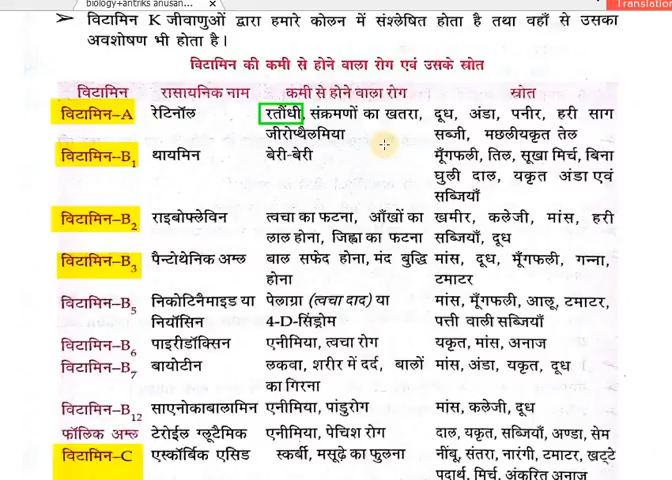 biology+antriks anusan...
Translation
➢ विटामिन K जीवाणुओं द्वारा हमारे कोलन में संश्लेषित होता है तथा वहाँ से उसका
अवशोषण भी होता है।
विटामिन की कमी से होने वाला रोग एवं उसके स्रोत
विटामिन रासायनिक नाम कमी से होने वाला रोग स्रोत
विटामिन–A रेटिनॉल रतौंधी, संक्रमणों का खतरा, दूध, अंडा, पनीर, हरी साग
जीरोप्थैलमिया सब्जी, मछलीयकृत तेल
विटामिन–B1 थायमिन बेरी-बेरी मूँगफली, तिल, सूखा मिर्च, बिना
घुली दाल, यकृत अंडा एवं
सब्जियाँ
विटामिन–B2 राइबोफ्लेविन त्वचा का फटना, आँखों का खमीर, कलेजी, मांस, हरी
लाल होना, जिह्वा का फटना सब्जियाँ, दूध
विटामिन–B3 पैन्टोथेनिक अम्ल बाल सफेद होना, मंद बुद्धि मांस, दूध, मूँगफली, गन्ना,
होना टमाटर
विटामिन–B5 निकोटिनैमाइड या पेलाग्रा (त्वचा दाद) या मांस, मूँगफली, आलू, टमाटर,
नियॉसिन 4-D-सिंड्रोम पत्ती वाली सब्जियाँ
विटामिन–B6 पाइरीडॉक्सिन एनीमिया, त्वचा रोग यकृत, मांस, अनाज
विटामिन–B7 बायोटीन लकवा, शरीर में दर्द, बालों मांस, अंडा, यकृत, दूध
का गिरना
विटामिन–B12 साएनोकाबालामिन एनीमिया, पांडुरोग मांस, कलेजी, दूध
फॉलिक अम्ल टेरोईल ग्लूटैमिक एनीमिया, पेचिश रोग दाल, यकृत, सब्जियाँ, अण्डा, सेम
विटामिन–C एस्कॉर्बिक एसिड स्कर्वी, मसूढ़े का फुलना नींबू, संतरा, नारंगी, टमाटर, खट्टे
पदार्थ, मिर्च, अंकुरित अनाज